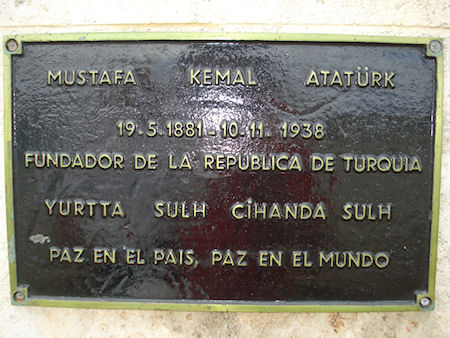 MUSTAFA KEMAL ATATÜRK
19.5.1881-10.11.1938
FUNDADOR DE LA REPUBLICA DE TURQUIA
YURTTA SULH CİHANDA SULH
PAZ EN EL PAIS, PAZ EN EL MUNDO